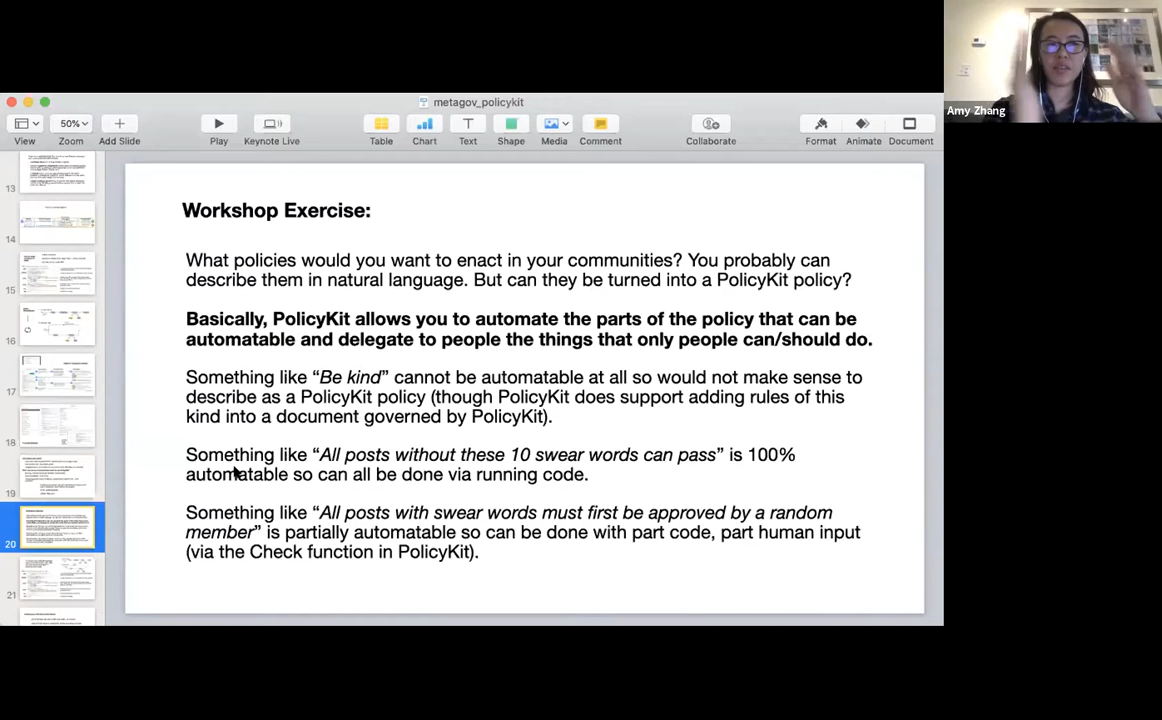 Amy Zhang
metagov_policykit
50%
View
Zoom
Add Slide
Play
Keynote Live
Table
Chart
Text
Shape
Media
Comment
Collaborate
Format
Animate
Document
13
14
15
16
17
18
19
20
21
Workshop Exercise:
What policies would you want to enact in your communities? You probably can
describe them in natural language. But can they be turned into a PolicyKit policy?
Basically, PolicyKit allows you to automate the parts of the policy that can be
automatable and delegate to people the things that only people can/should do.
Something like “Be kind” cannot be automatable at all so would not make sense to
describe as a PolicyKit policy (though PolicyKit does support adding rules of this
kind into a document governed by PolicyKit).
Something like “All posts without these 10 swear words can pass” is 100%
automatable so can all be done via running code.
Something like “All posts with swear words must first be approved by a random
member” is partially automatable so can be done with part code, part human input
(via the Check function in PolicyKit).